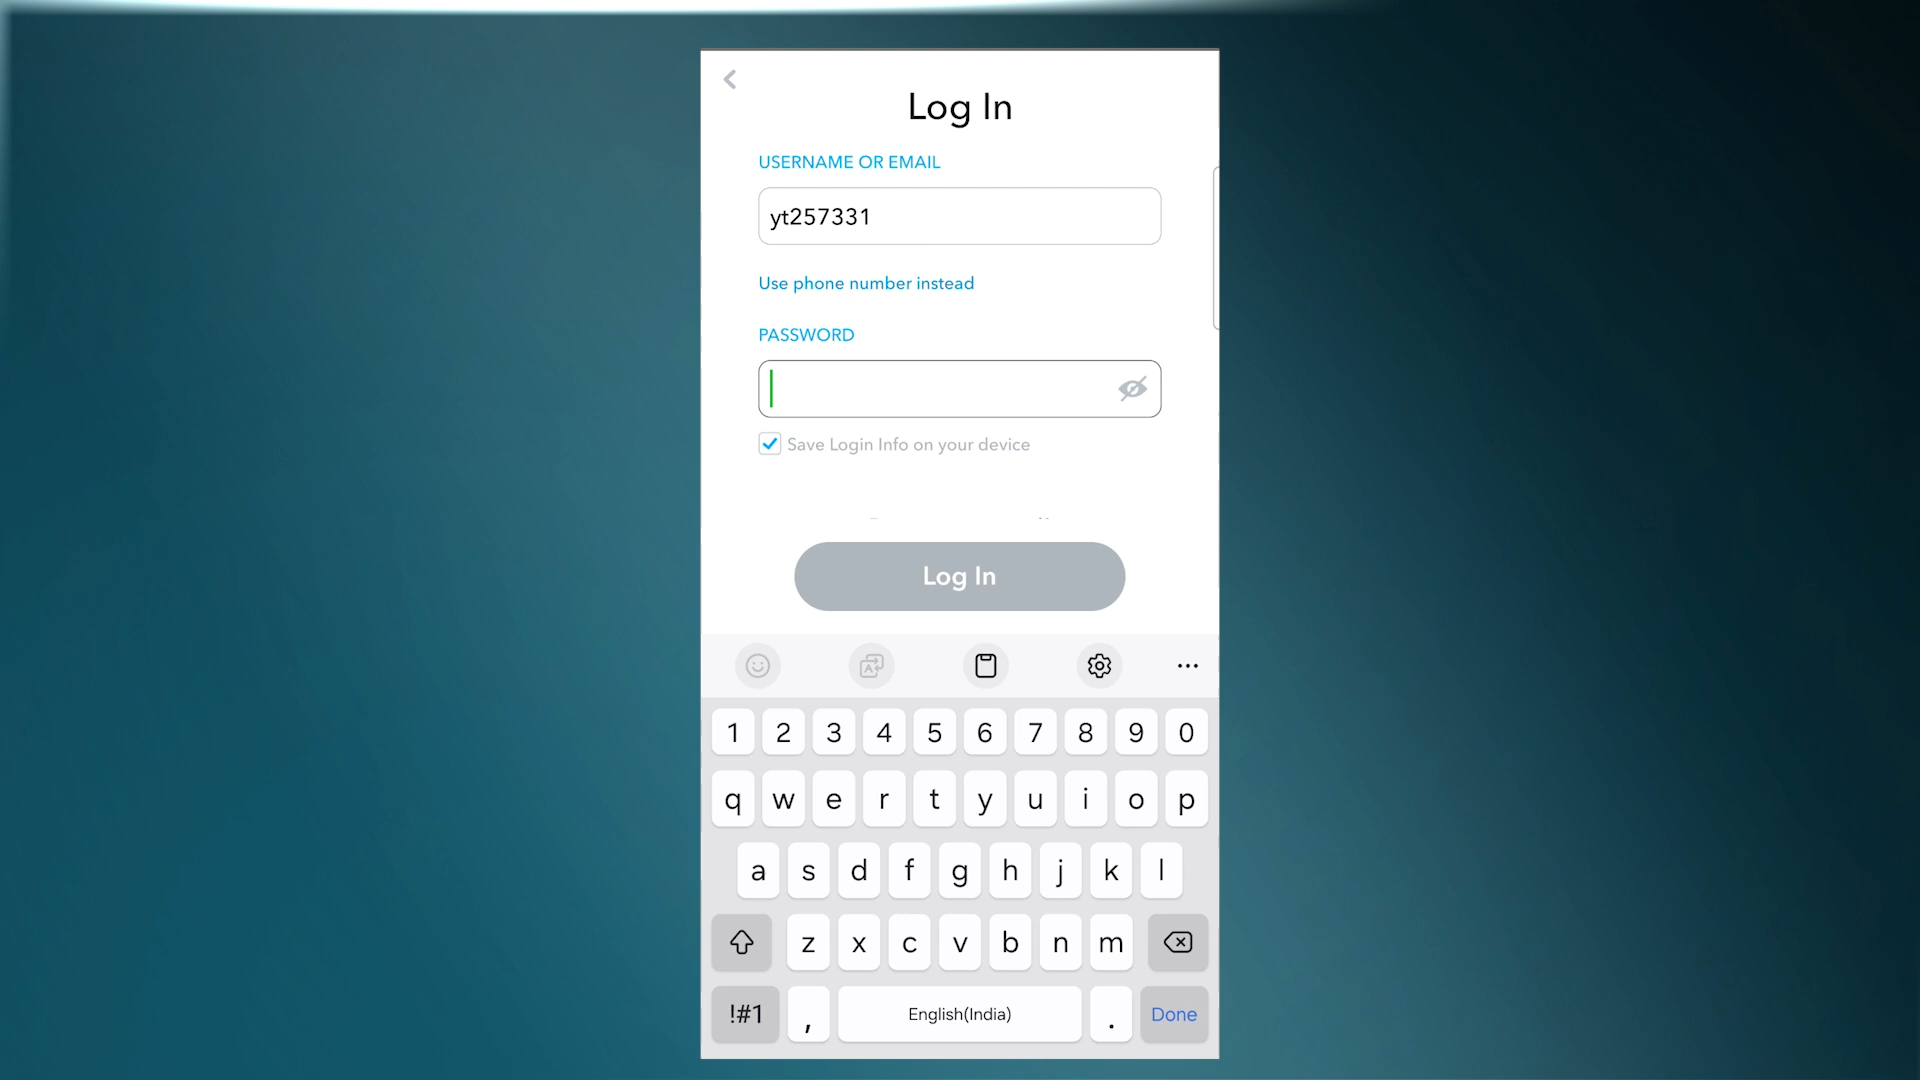 Log In
USERNAME OR EMAIL
yt257331
Use phone number instead
PASSWORD
Save Login Info on your device
Log In
1 2 3 4 5 6 7 8 9 0
q w e r t y u i o p
a s d f g h j k l
z x c v b n m
!#1 , English(India) . Done